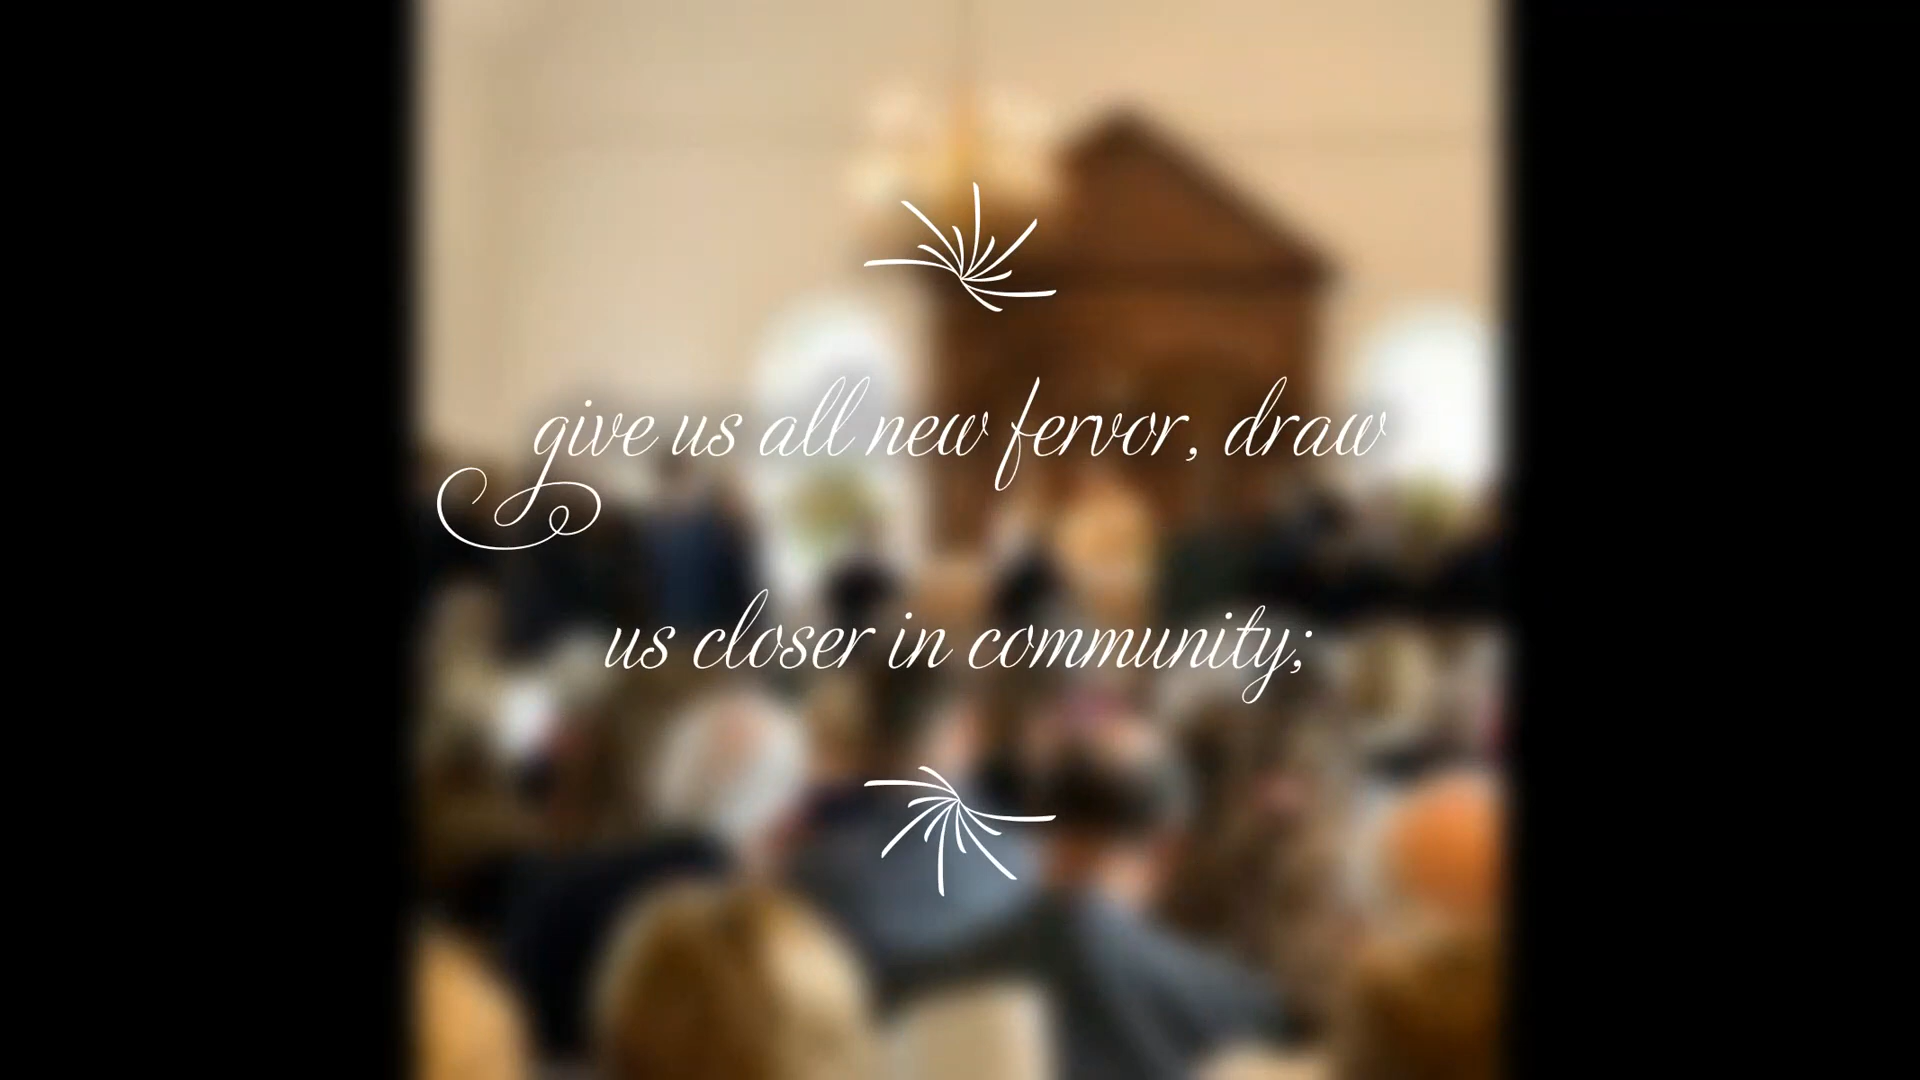 give us all new fervor, draw
us closer in community;